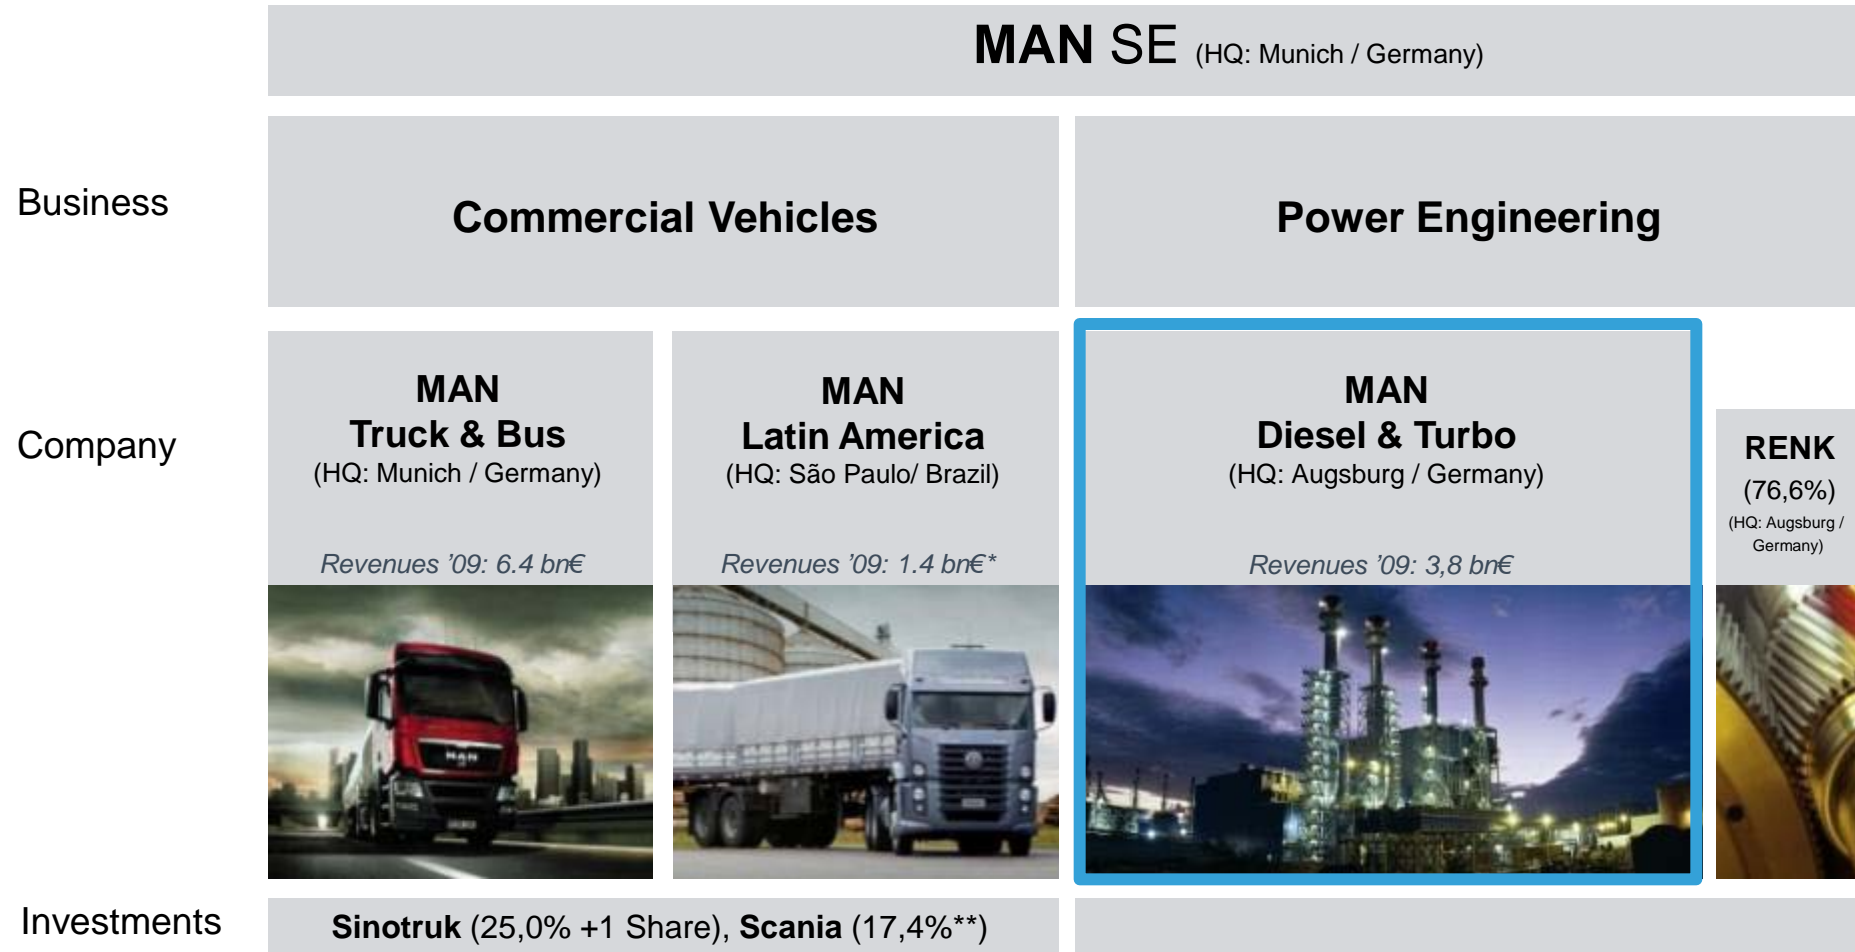 MAN SE (HQ: Munich / Germany)
Business
Commercial Vehicles
Power Engineering
Company
MAN
Truck & Bus
(HQ: Munich / Germany)
Revenues ’09: 6.4 bn€
MAN
Latin America
(HQ: São Paulo/ Brazil)
Revenues ’09: 1.4 bn€*
MAN
Diesel & Turbo
(HQ: Augsburg / Germany)
Revenues ’09: 3,8 bn€
RENK
(76,6%)
(HQ: Augsburg /
Germany)
MAN
Investments
Sinotruk (25,0% +1 Share), Scania (17,4%**)